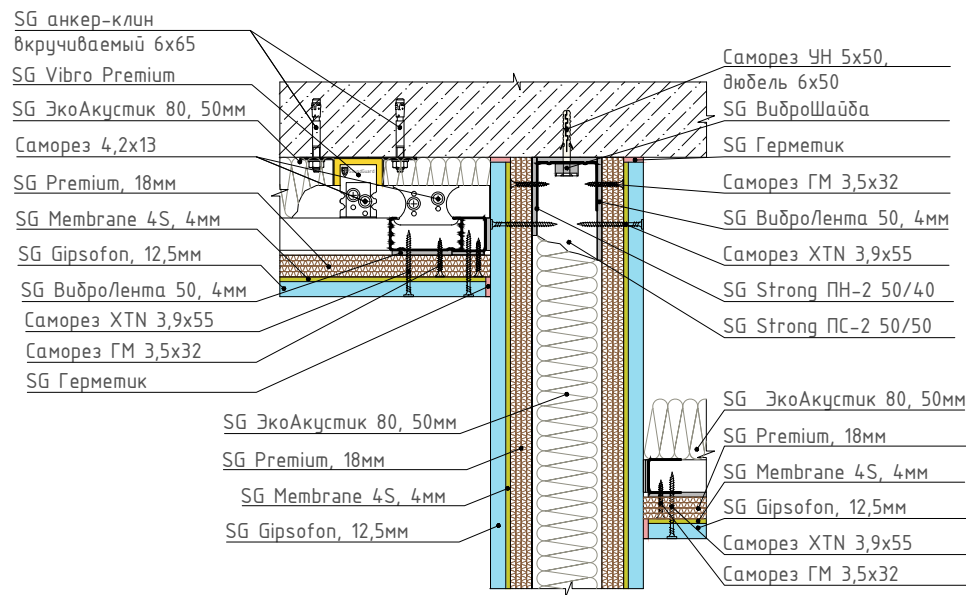 SG анкер-клин
вкручиваемый 6х65
SG Vibro Premium
SG ЭкоАкустик 80, 50мм
Саморез 4,2х13
SG Premium, 18мм
SG Membrane 4S, 4мм
SG Gipsofon, 12,5мм
SG ВиброЛента 50, 4мм
Саморез XTN 3,9х55
Саморез ГМ 3,5х32
SG Герметик
SG ЭкоАкустик 80, 50мм
SG Premium, 18мм
SG Membrane 4S, 4мм
SG Gipsofon, 12,5мм
Саморез УН 5х50,
дюбель 6х50
SG ВиброШайба
SG Герметик
Саморез ГМ 3,5х32
SG ВиброЛента 50, 4мм
Саморез XTN 3,9х55
SG Strong ПН-2 50/40
SG Strong ПС-2 50/50
SG ЭкоАкустик 80, 50мм
SG Premium, 18мм
SG Membrane 4S, 4мм
SG Gipsofon, 12,5мм
Саморез XTN 3,9х55
Саморез ГМ 3,5х32